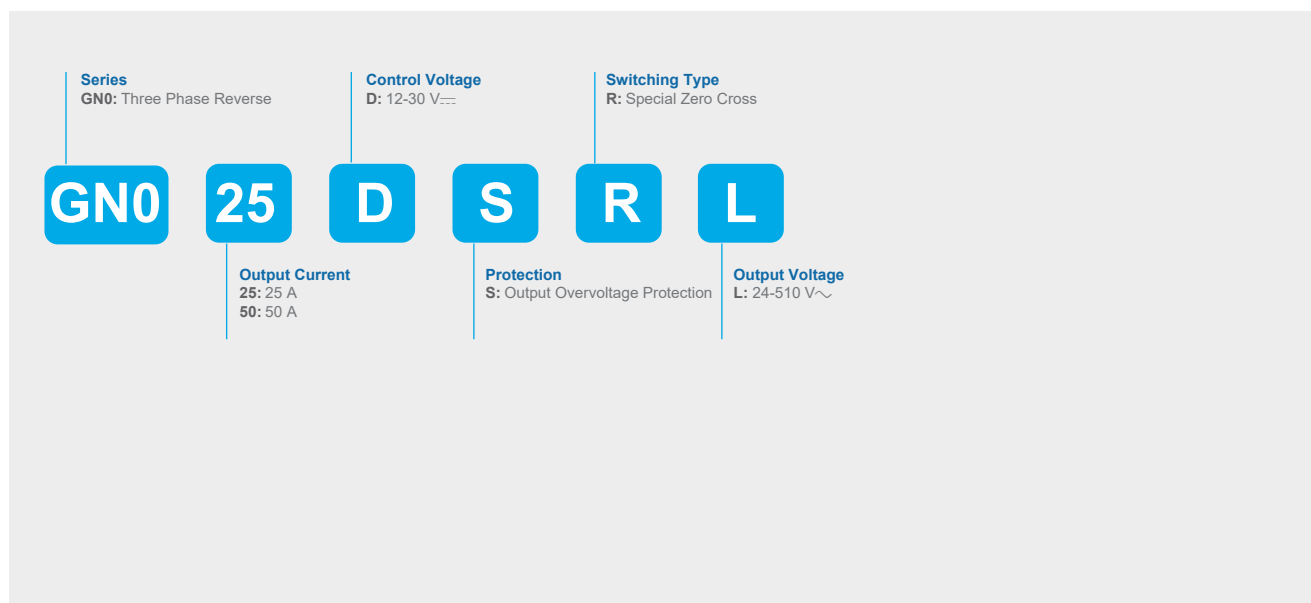 Series
GN0: Three Phase Reverse
Control Voltage
D: 12-30 V⎓
Switching Type
R: Special Zero Cross
GN0 25 D S R L
Output Current
25: 25 A
50: 50 A
Protection
S: Output Overvoltage Protection
Output Voltage
L: 24-510 V∿